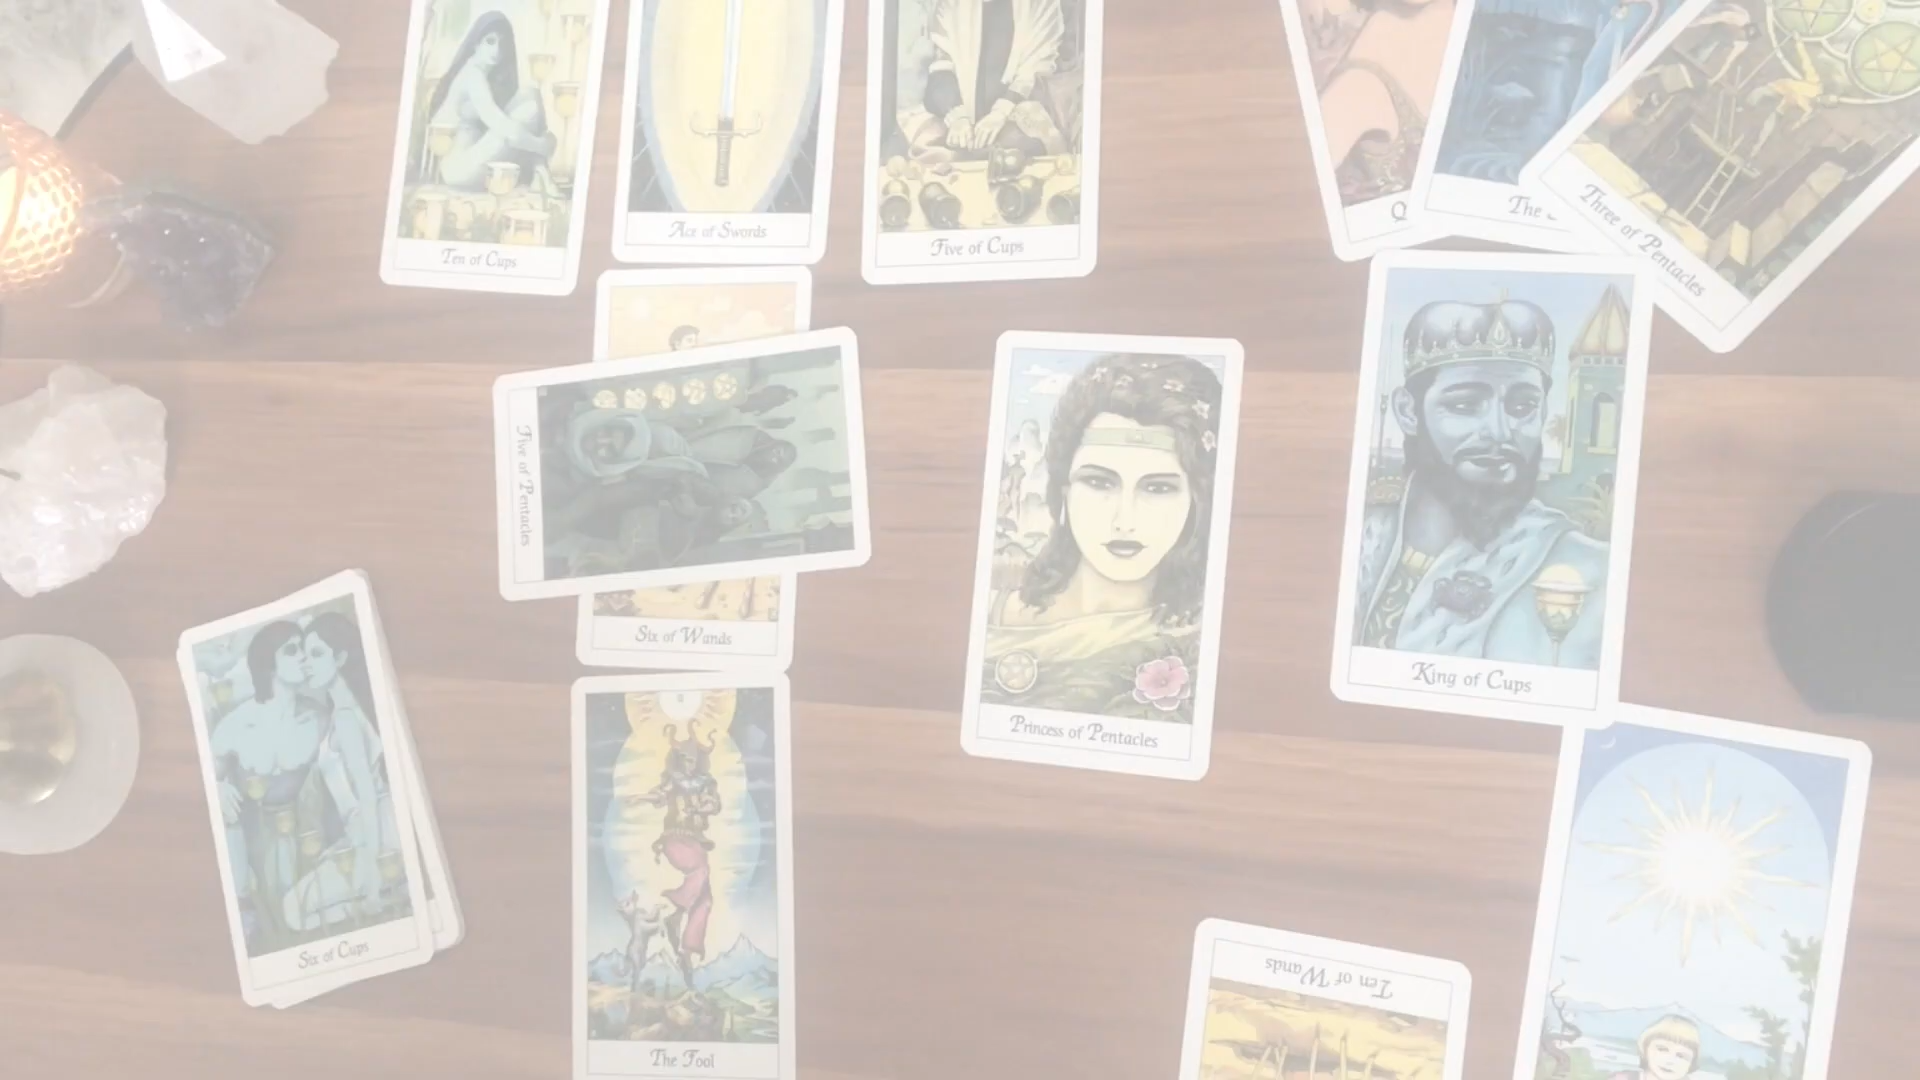 Ten of Cups
Ace of Swords
Five of Cups
Q
The
Three of Pentacles
Five of Pentacles
Six of Wands
Princess of Pentacles
King of Cups
Six of Cups
The Fool
Ten of Wands